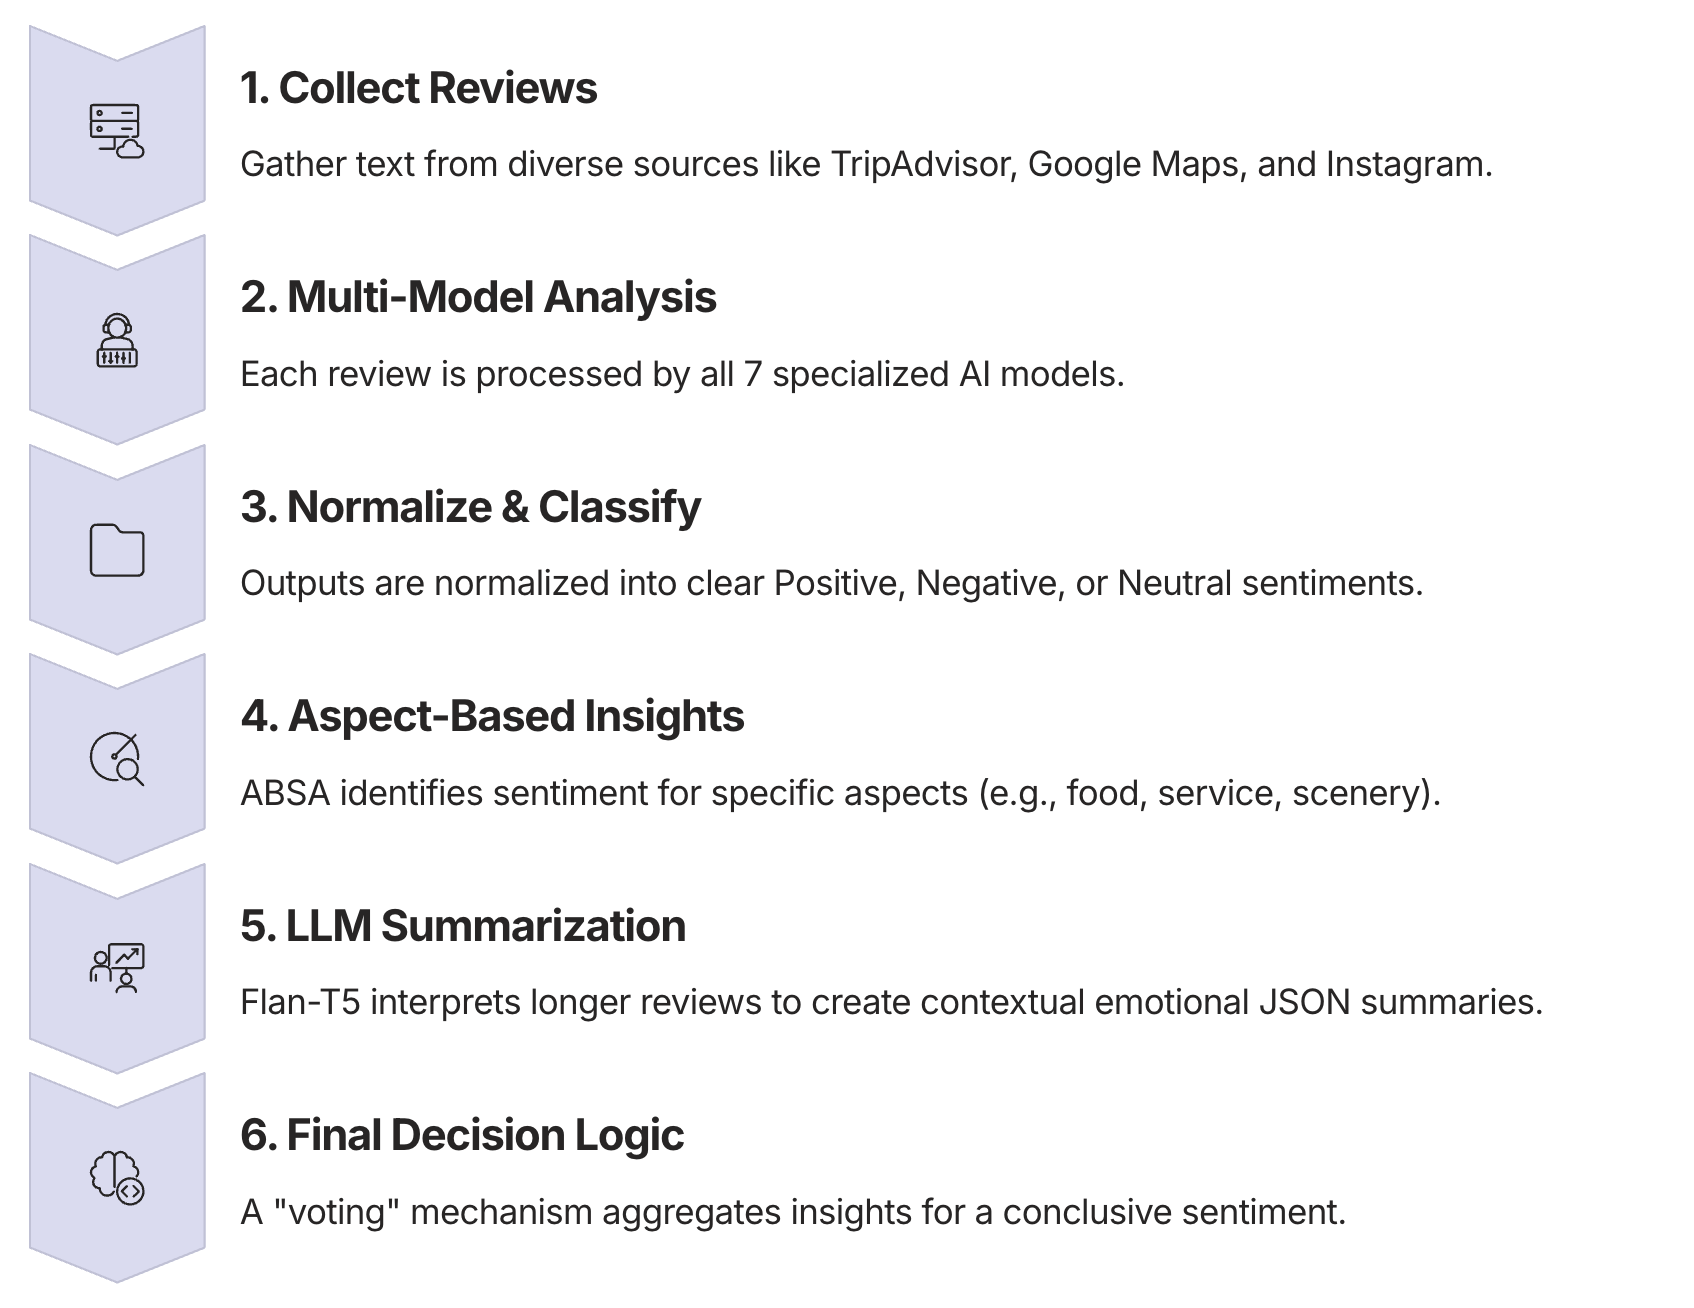 1. Collect Reviews
Gather text from diverse sources like TripAdvisor, Google Maps, and Instagram.
2. Multi-Model Analysis
Each review is processed by all 7 specialized AI models.
3. Normalize & Classify
Outputs are normalized into clear Positive, Negative, or Neutral sentiments.
4. Aspect-Based Insights
ABSA identifies sentiment for specific aspects (e.g., food, service, scenery).
5. LLM Summarization
Flan-T5 interprets longer reviews to create contextual emotional JSON summaries.
6. Final Decision Logic
A "voting" mechanism aggregates insights for a conclusive sentiment.